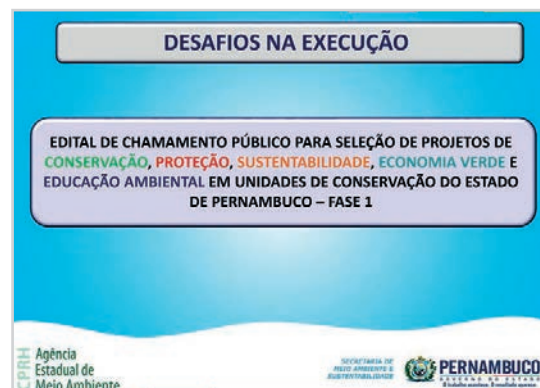 DESAFIOS NA EXECUÇÃO
EDITAL DE CHAMAMENTO PÚBLICO PARA SELEÇÃO DE PROJETOS DE
CONSERVAÇÃO, PROTEÇÃO, SUSTENTABILIDADE, ECONOMIA VERDE E
EDUCAÇÃO AMBIENTAL EM UNIDADES DE CONSERVAÇÃO DO ESTADO
DE PERNAMBUCO – FASE 1
CPRH
Agência
Estadual de
Meio Ambiente
SECRETARIA DE
MEIO AMBIENTE E
SUSTENTABILIDADE
PERNAMBUCO
GOVERNO DO ESTADO